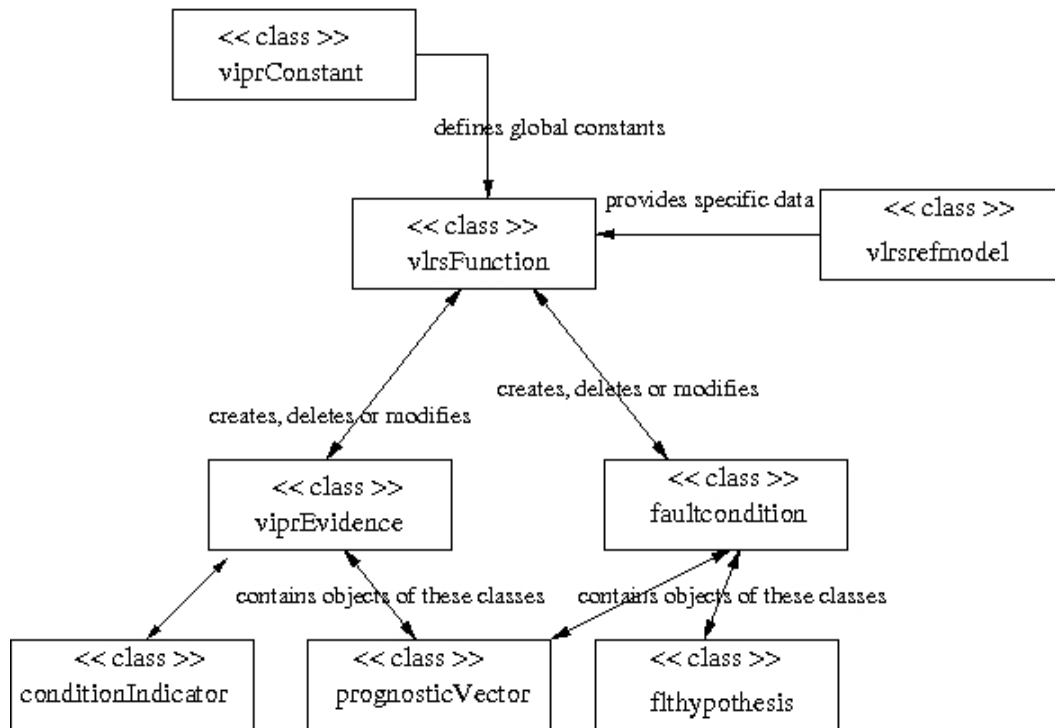 << class >>
viprConstant
defines global constants
provides specific data
<< class >>
vlrsFunction
<< class >>
vlrsrefmodel
creates, deletes or modifies
creates, deletes or modifies
<< class >>
viprEvidence
<< class >>
faultcondition
contains objects of these classes
contains objects of these classes
<< class >>
conditionIndicator
<< class >>
prognosticVector
<< class >>
flthypothesis